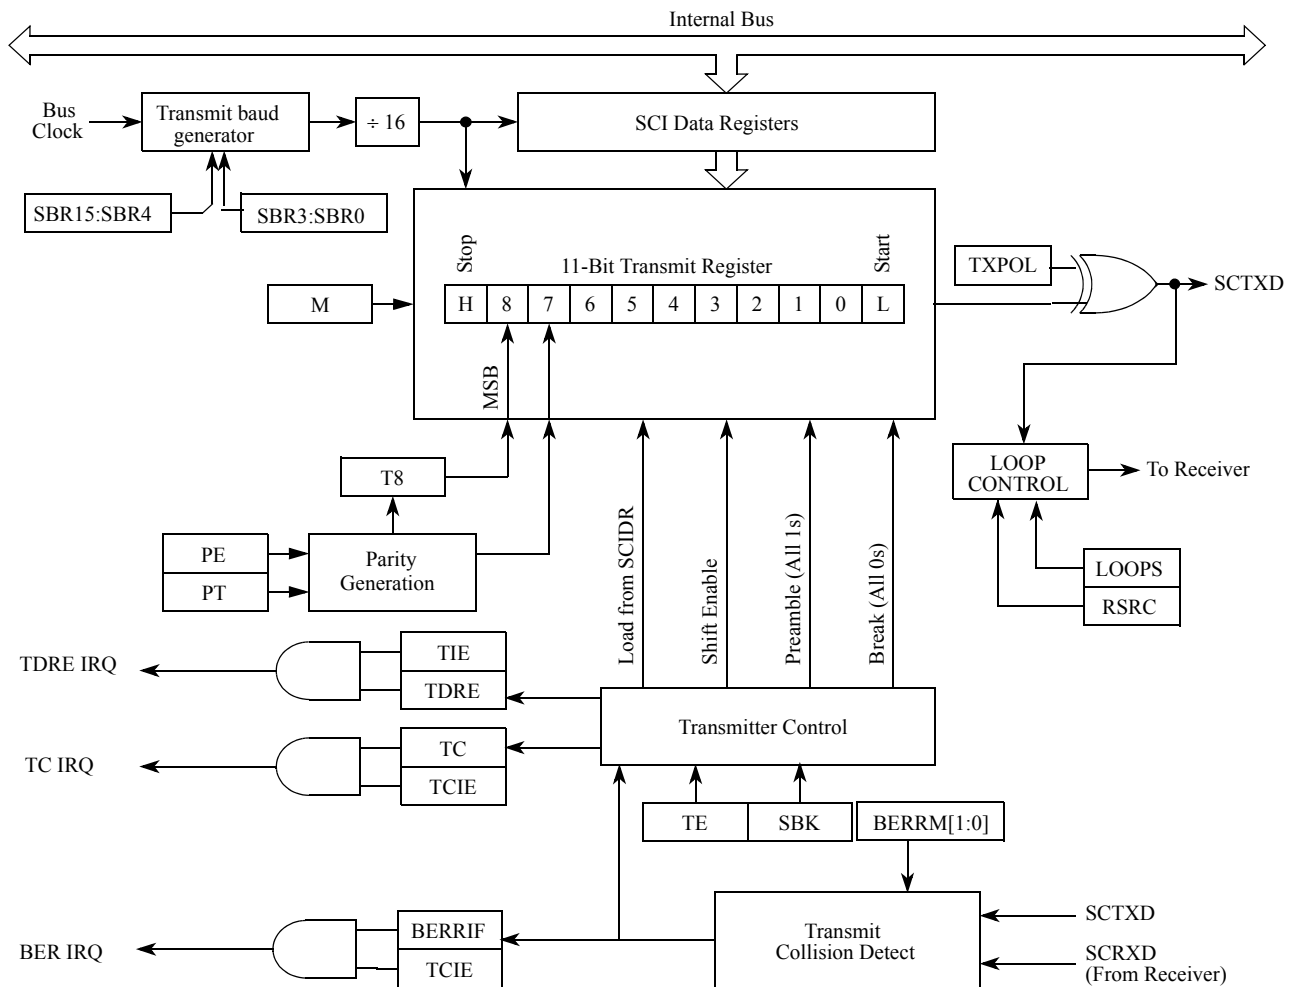 Internal Bus
Bus
Clock
Transmit baud
generator
÷ 16
SCI Data Registers
SBR15:SBR4
SBR3:SBR0
Stop
11-Bit Transmit Register
Start
TXPOL
SCTXD
M
H 8 7 6 5 4 3 2 1 0 L
MSB
T8
LOOP
CONTROL
To Receiver
PE
PT
Parity
Generation
Load from SCIDR
Shift Enable
Preamble (All 1s)
Break (All 0s)
LOOPS
RSRC
TDRE IRQ
TIE
TDRE
TC IRQ
TC
TCIE
Transmitter Control
TE
SBK
BERRM[1:0]
BER IRQ
BERRIF
TCIE
Transmit
Collision Detect
SCTXD
SCRXD
(From Receiver)